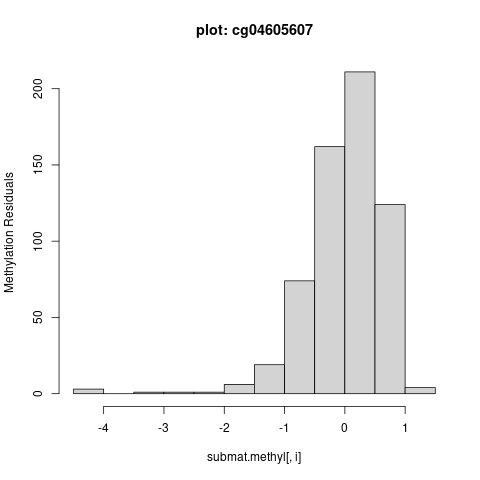 plot: cg04605607
Methylation Residuals
200
150
100
50
0
-4 -3 -2 -1 0 1
submat.methyl[, i]